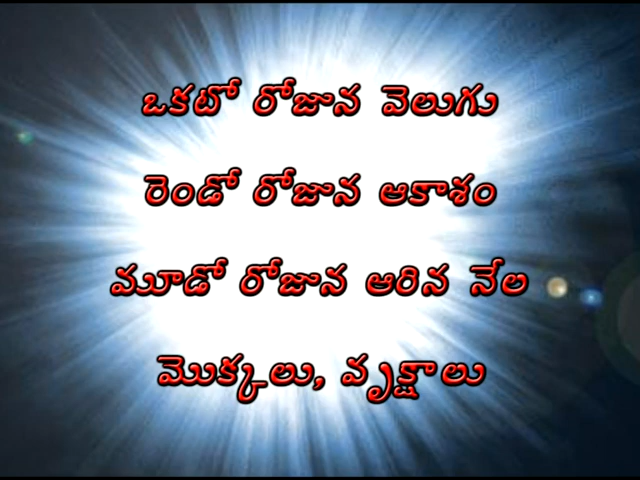 ఒకటో రోజున వెలుగు
రెండో రోజున ఆకాశం
మూడో రోజున ఆరిన నేల
మొక్కలు, వృక్షాలు